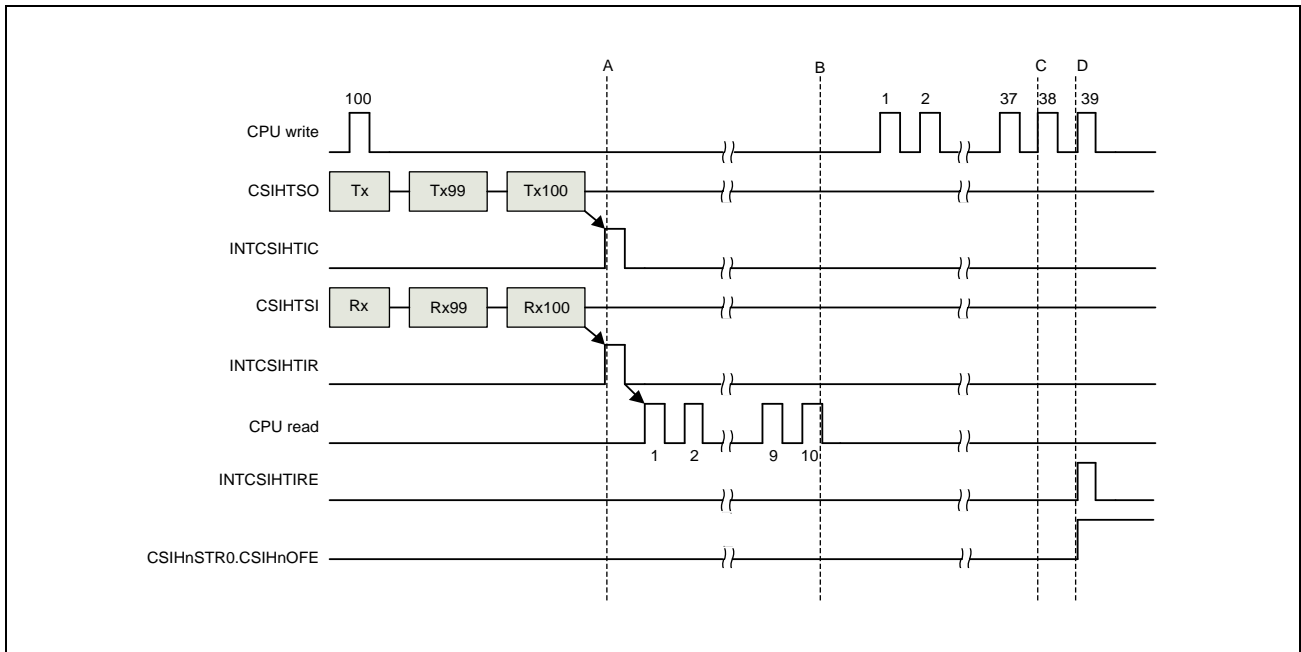 A B C D
100 1 2 37 38 39
CPU write
CSIHTSO Tx Tx99 Tx100
INTCSIHTIC
CSIHTSI Rx Rx99 Rx100
INTCSIHTIR
CPU read
1 2 9 10
INTCSIHTIRE
CSIHnSTR0.CSIHnOFE